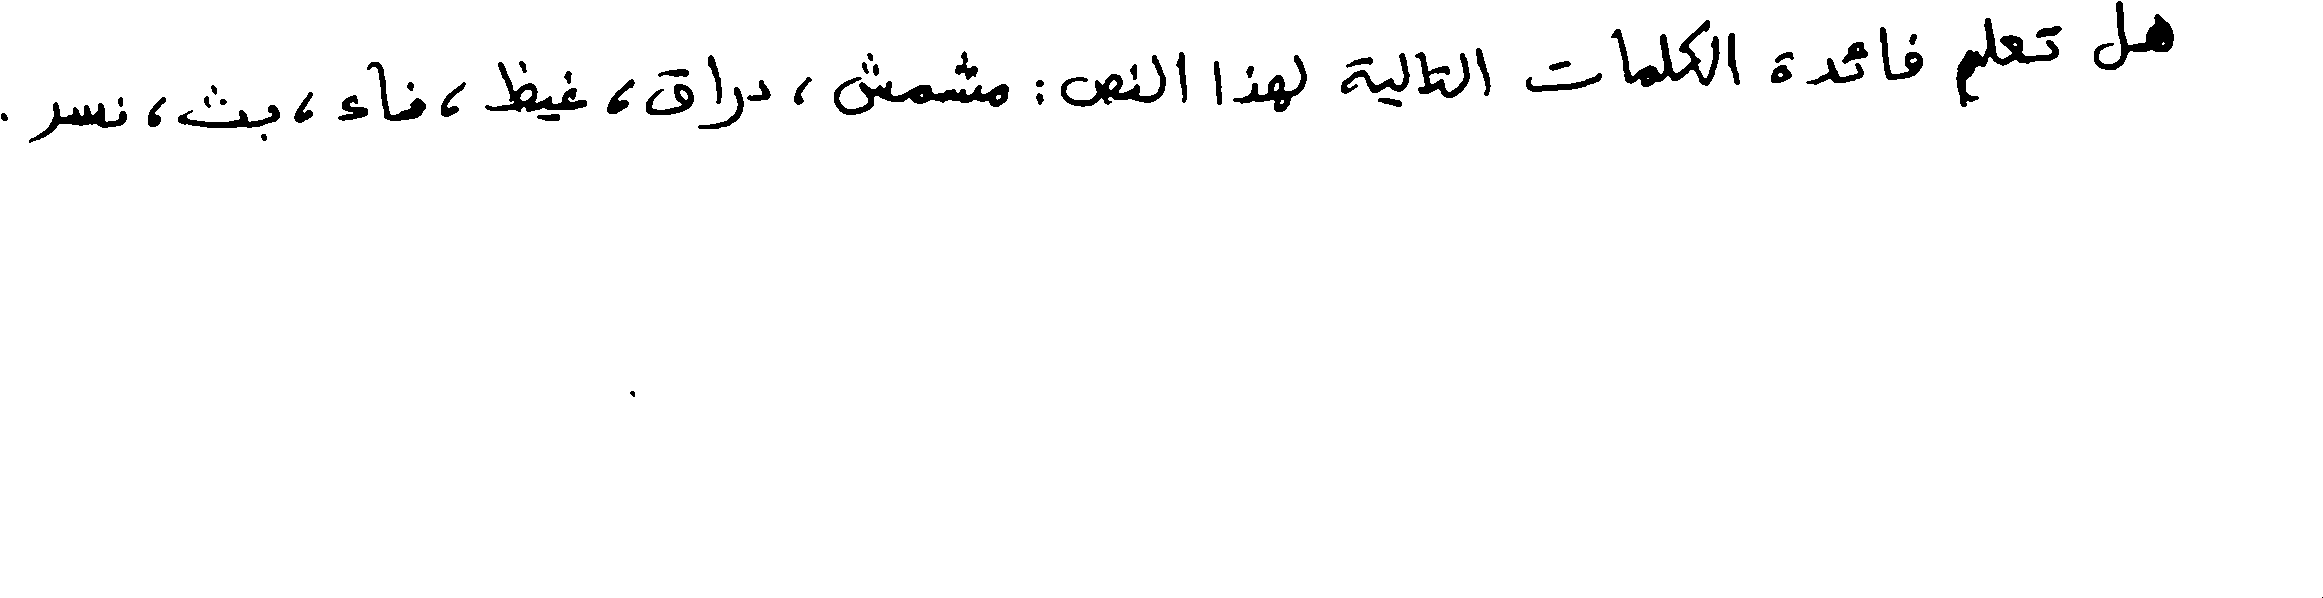 هل تعلم فائدة الكلمات التالية لهذا النص: مشمش، دراق، غيظ، فاء، بث، نسر.